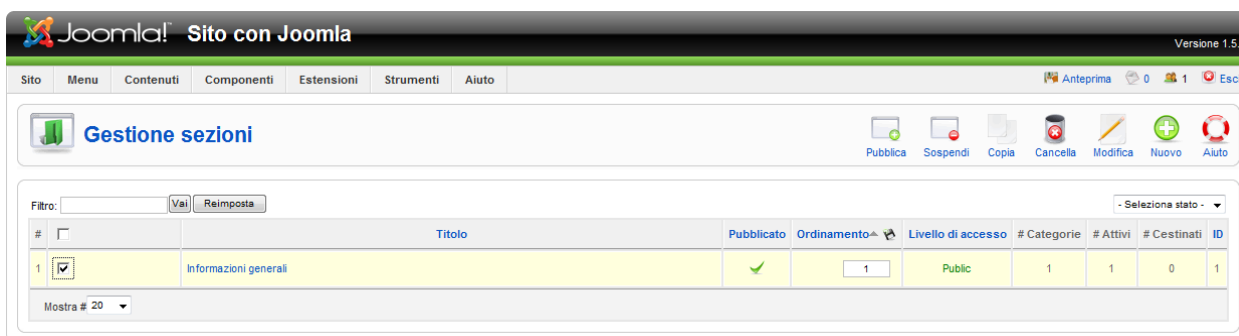 Joomla! Sito con Joomla
Versione 1.5.
Sito Menu Contenuti Componenti Estensioni Strumenti Aiuto Anteprima 0 1 Esc
Gestione sezioni
Pubblica Sospendi Copia Cancella Modifica Nuovo Aiuto
Filtro: Vai Reimposta - Seleziona stato -
# Titolo Pubblicato Ordinamento Livello di accesso # Categorie # Attivi # Cestinati ID
1 Informazioni generali 1 Public 1 1 0 1
Mostra # 20